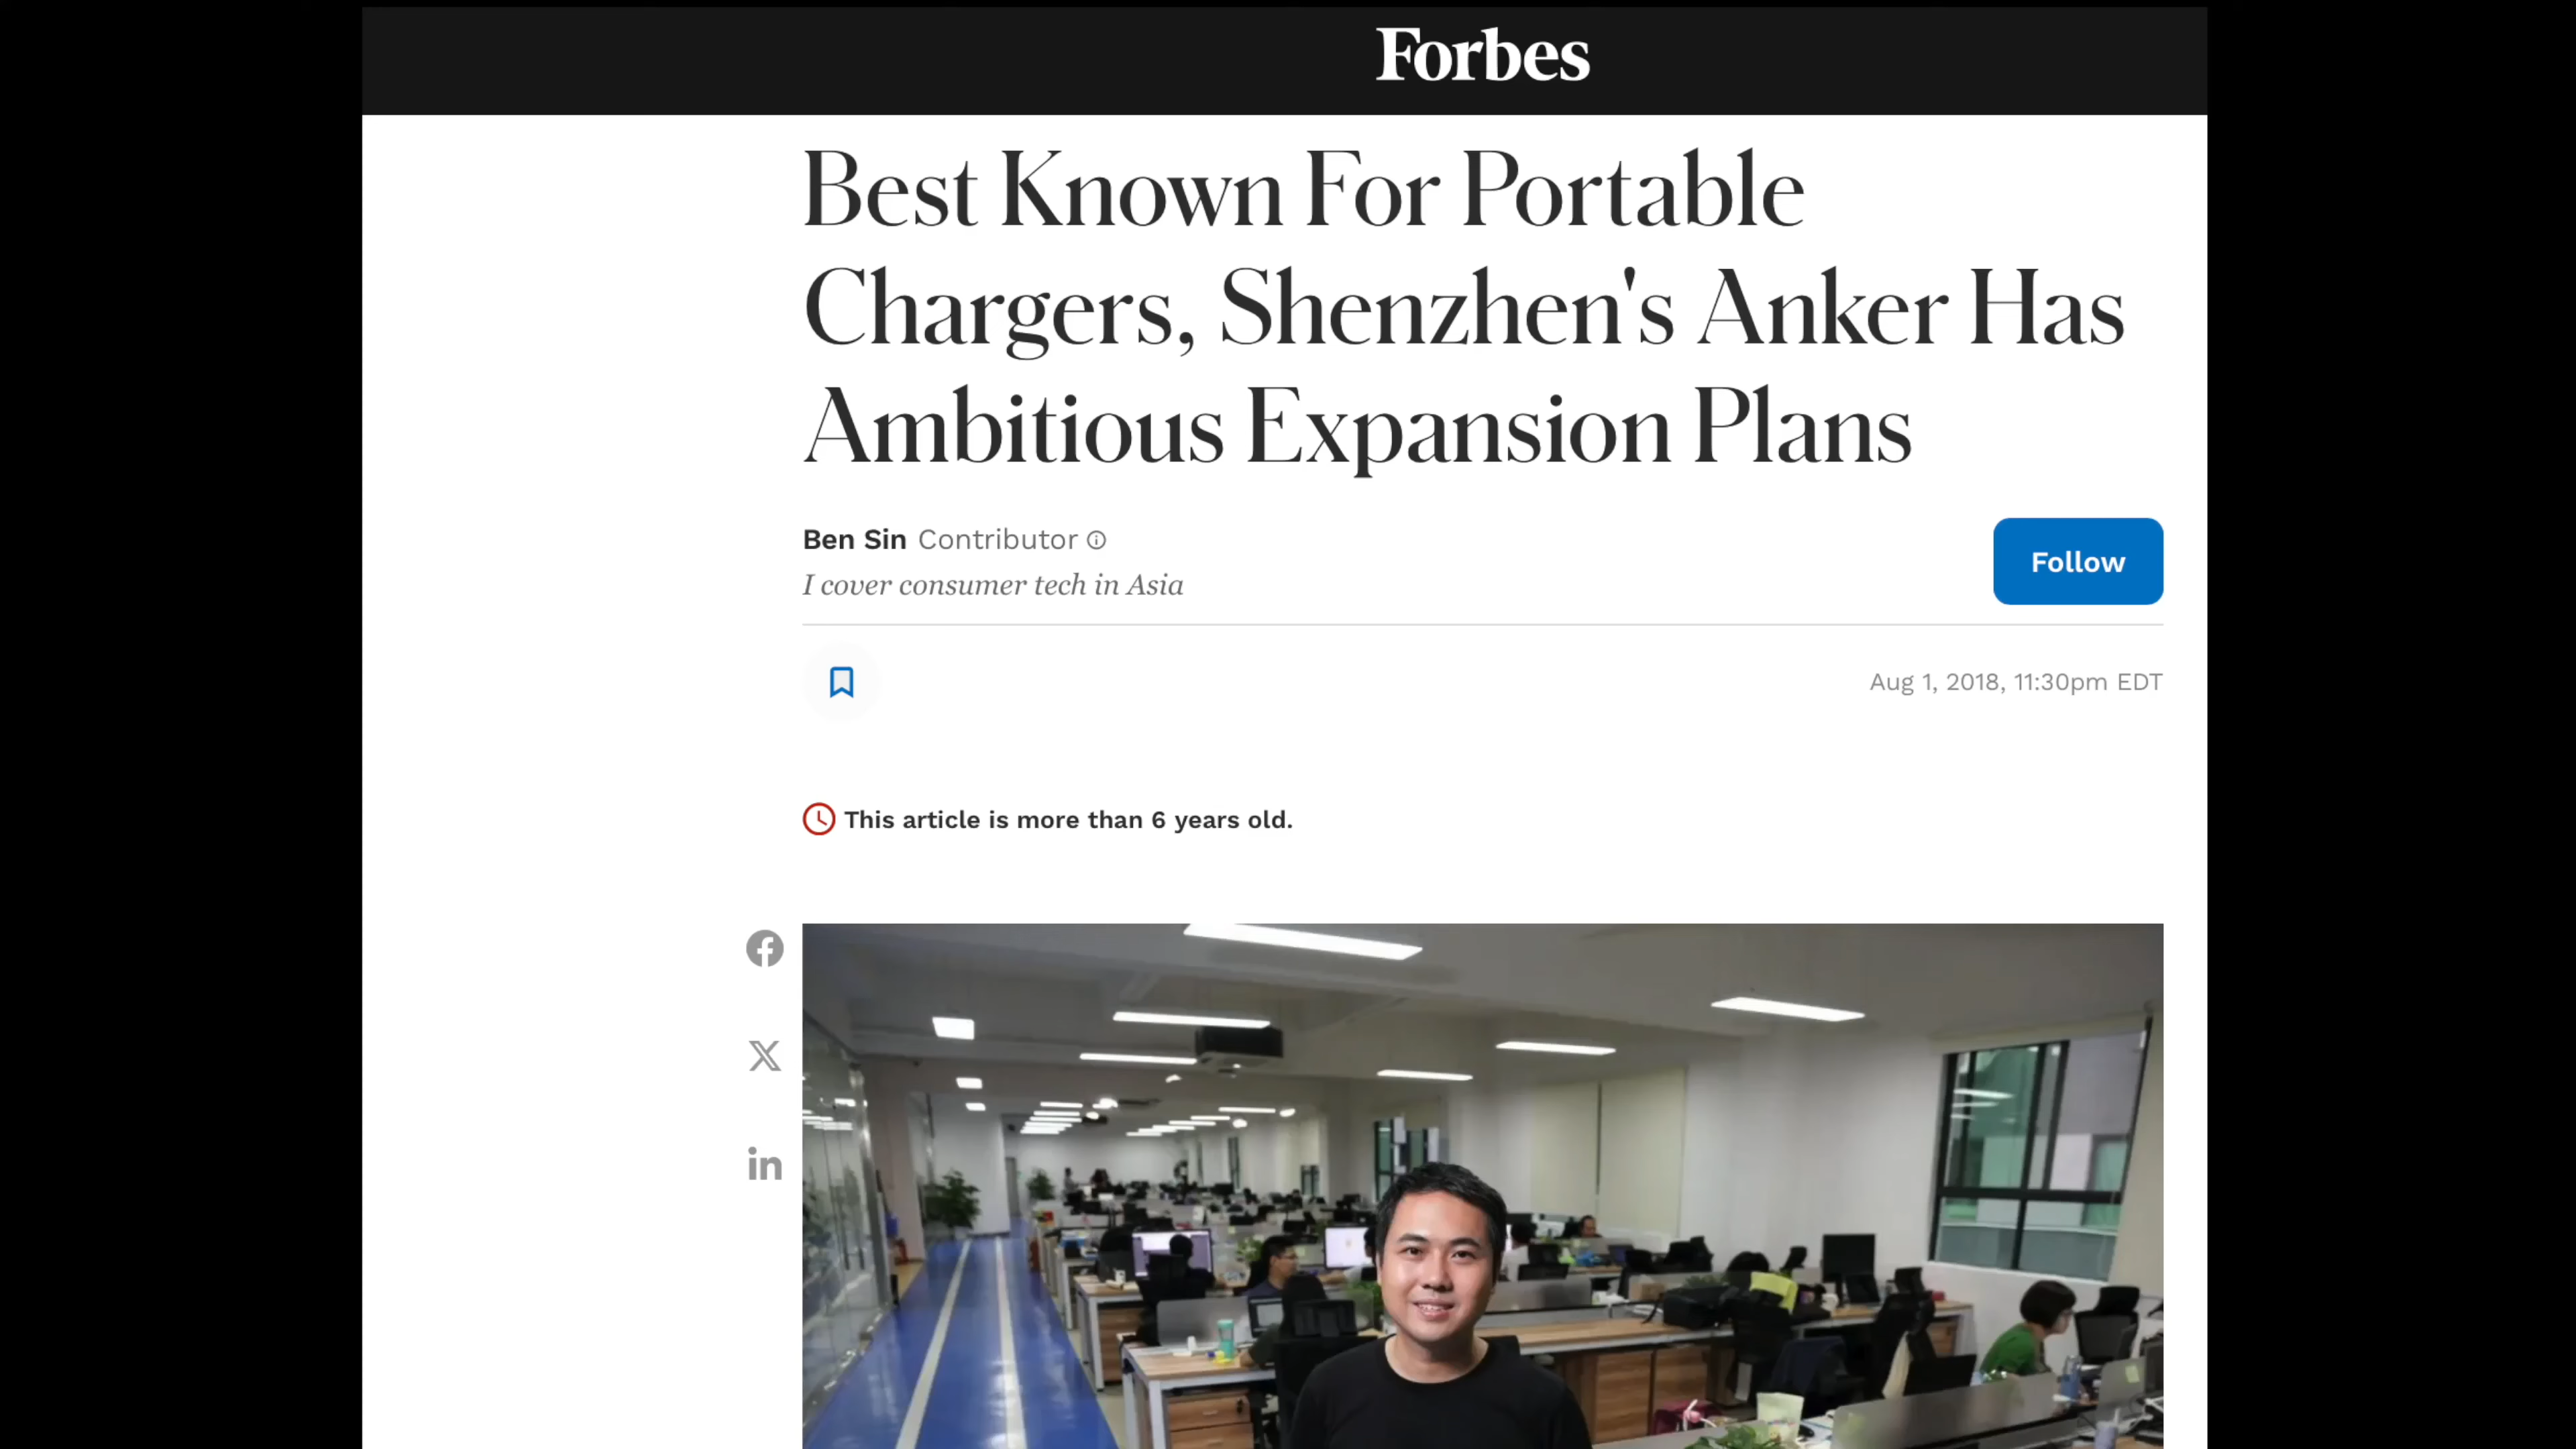 Forbes
Best Known For Portable
Chargers, Shenzhen's Anker Has
Ambitious Expansion Plans
Ben Sin Contributor
I cover consumer tech in Asia
Follow
Aug 1, 2018, 11:30pm EDT
This article is more than 6 years old.